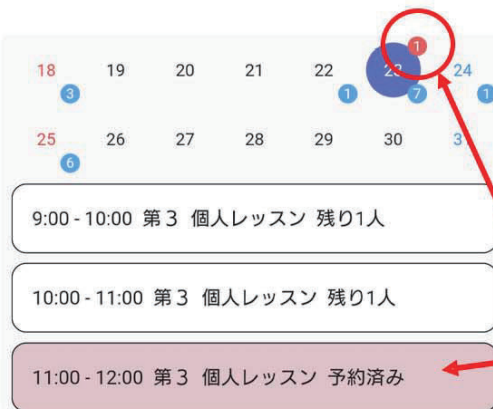 1
18 19 20 21 22 23 24
3 1 7 1
25 26 27 28 29 30
6
9:00 - 10:00 第3 個人レッスン 残り1人
10:00 - 11:00 第3 個人レッスン 残り1人
11:00 - 12:00 第3 個人レッスン 予約済み